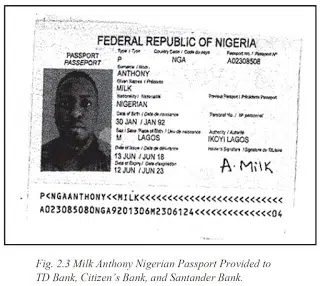 FEDERAL REPUBLIC OF NIGERIA
PASSPORT
PASSEPORT
Type / Type
Country Code / Code du pays
Passport No. / Passport N°
P
NGA
A02308508
Surname / Nom
ANTHONY
Given Names / Prénoms
MILK
Nationality / Nationalité
Previous Passport / Précédents Passeport
NIGERIAN
Date of Birth / Date de naissance
Personal No. / N° personnel
30 JAN / JAN 92
Sex / Sexe Place of Birth / Lieu de naissance
Authority / Autorité
M LAGOS
IKOYI LAGOS
Date of Issue / Date de délivrance
Holder's Signature / Signature du Titulaire
13 JUN / JUN 18
Date of Expiry / Date d'expiration
A. Milk
12 JUN / JUN 23
P<NGAANTHONY<<MILK<<<<<<<<<<<<<<<<<<<<<<<<<<
A023085080NGA9201306M2306124<<<<<<<<<<<<<<04
Fig. 2.3 Milk Anthony Nigerian Passport Provided to
TD Bank, Citizen's Bank, and Santander Bank.